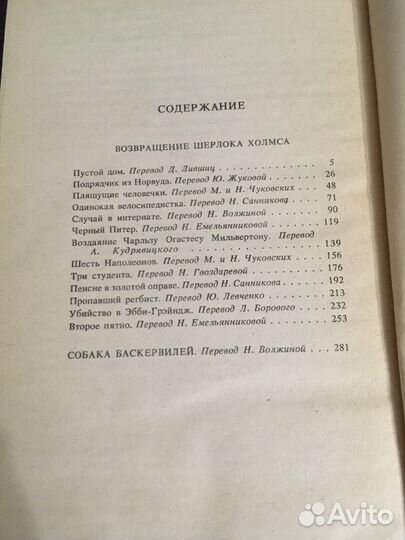 СОДЕРЖАНИЕ
ВОЗВРАЩЕНИЕ ШЕРЛОКА ХОЛМСА
Пустой дом. Перевод Д. Лившиц . . . . . . . . . 5
Подрядчик из Норвуда. Перевод Ю. Жуковой . . . . . 26
Пляшущие человечки. Перевод М. и Н. Чуковских . . . 48
Одинокая велосипедистка. Перевод Н. Санникова . . . . 71
Случай в интернате. Перевод Н. Волжиной . . . . . . 90
Черный Питер. Перевод Н. Емельянниковой . . . . . . 119
Воздаяние Чарльзу Огастесу Мильвертону. Перевод
А. Кудрявицкого . . . . . . . . . . . . 139
Шесть Наполеонов. Перевод М. и Н. Чуковских . . . . 156
Три студента. Перевод Н. Гвоздаревой . . . . . . . 176
Пенсне в золотой оправе. Перевод Н. Санникова . . . . 192
Пропавший регбист. Перевод Ю. Левченко . . . . . . 213
Убийство в Эбби-Грэйндж. Перевод Л. Борового . . . . 232
Второе пятно. Перевод Н. Емельянниковой . . . . . . 253
СОБАКА БАСКЕРВИЛЕЙ. Перевод Н. Волжиной . . . 281
Avito